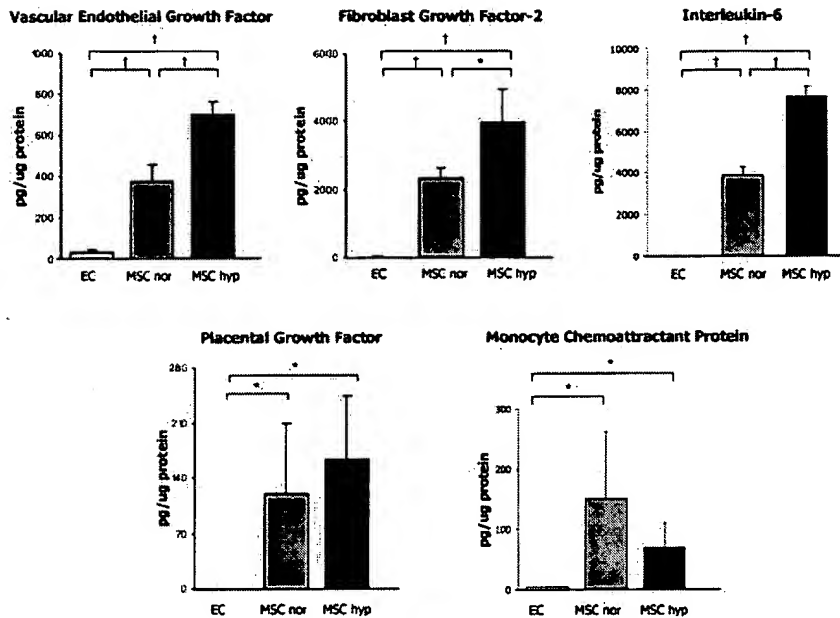 Vascular Endothelial Growth Factor
†
† †
1000
800
600
400
200
0
pg/ug protein
EC MSC nor MSC hyp
Fibroblast Growth Factor-2
†
† *
6000
4000
2000
0
pg/ug protein
EC MSC nor MSC hyp
Interleukin-6
†
† †
10000
8000
6000
4000
2000
0
pg/ug protein
EC MSC nor MSC hyp
Placental Growth Factor
*
*
280
210
140
70
0
pg/ug protein
EC MSC nor MSC hyp
Monocyte Chemoattractant Protein
*
*
300
200
100
0
pg/ug protein
EC MSC nor MSC hyp